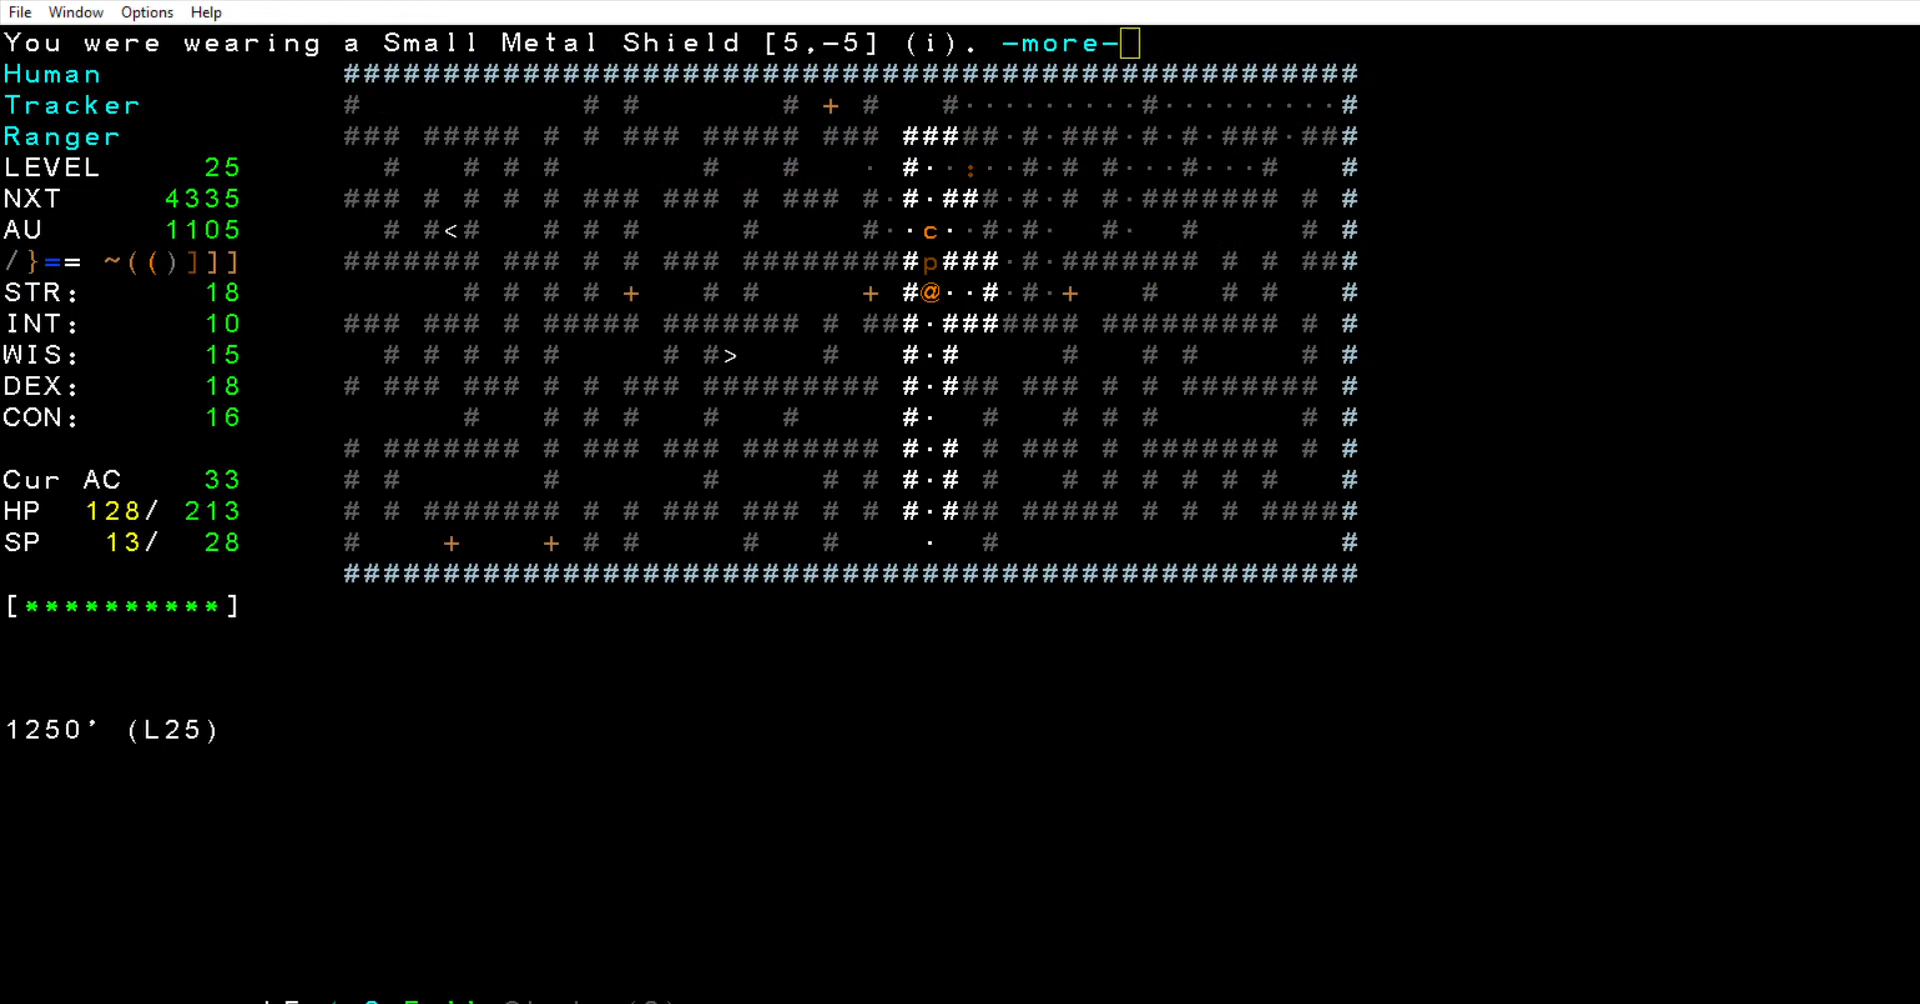 File Window Options Help
You were wearing a Small Metal Shield [5,-5] (i). -more-
Human
Tracker
Ranger
LEVEL 25
NXT 4335
AU 1105
/}== ~(()]]]
STR: 18
INT: 10
WIS: 15
DEX: 18
CON: 16
Cur AC 33
HP 128/ 213
SP 13/ 28
[**********]
1250' (L25)